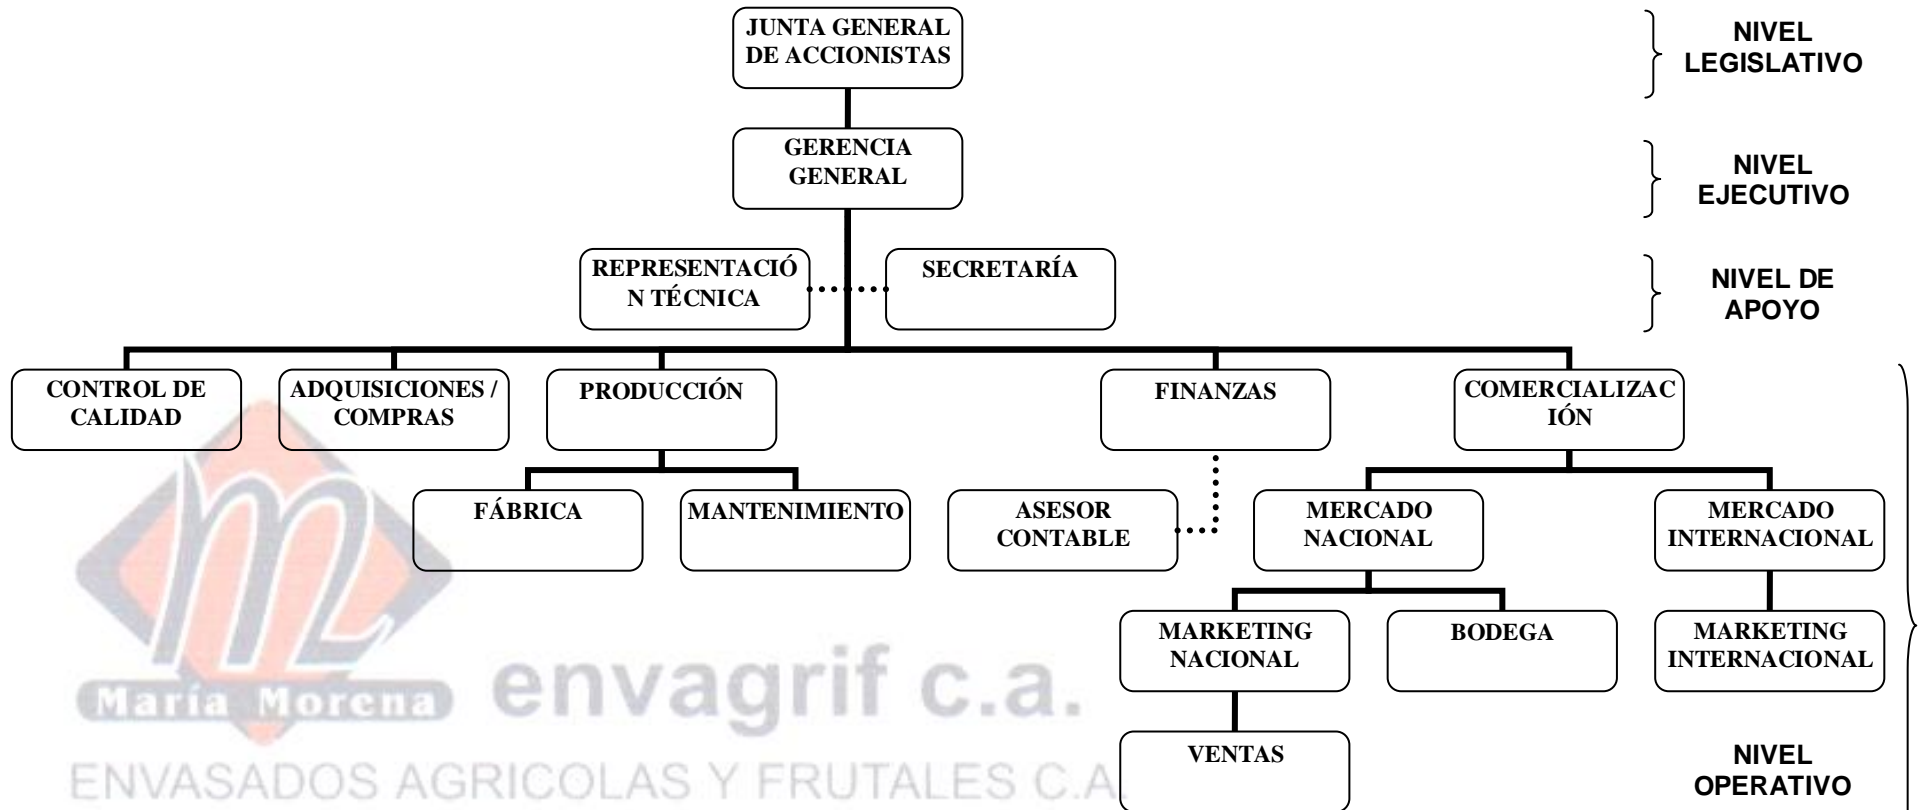 JUNTA GENERAL
DE ACCIONISTAS
NIVEL
LEGISLATIVO
GERENCIA
GENERAL
NIVEL
EJECUTIVO
REPRESENTACIÓ
N TÉCNICA
SECRETARÍA
NIVEL DE
APOYO
CONTROL DE
CALIDAD
ADQUISICIONES /
COMPRAS
PRODUCCIÓN
FINANZAS
COMERCIALIZAC
IÓN
FÁBRICA
MANTENIMIENTO
ASESOR
CONTABLE
MERCADO
NACIONAL
MERCADO
INTERNACIONAL
MARKETING
NACIONAL
BODEGA
MARKETING
INTERNACIONAL
VENTAS
NIVEL
OPERATIVO
m
María Morena
envagrif c.a.
ENVASADOS AGRICOLAS Y FRUTALES C.A.